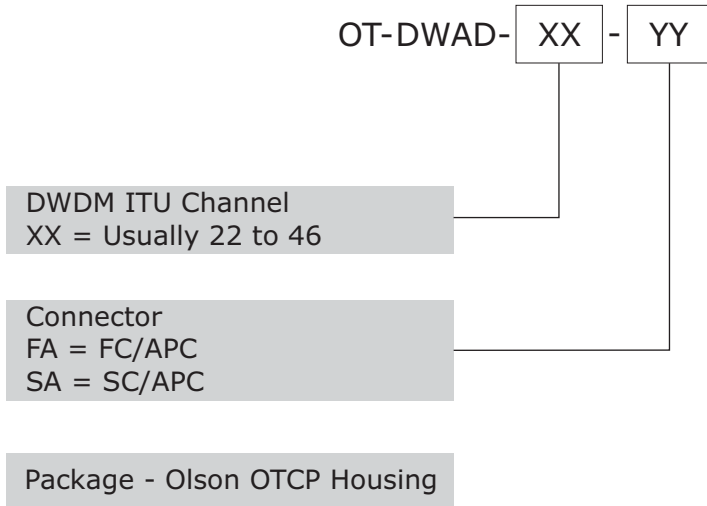 OT-DWAD- XX - YY
DWDM ITU Channel
XX = Usually 22 to 46
Connector
FA = FC/APC
SA = SC/APC
Package - Olson OTCP Housing